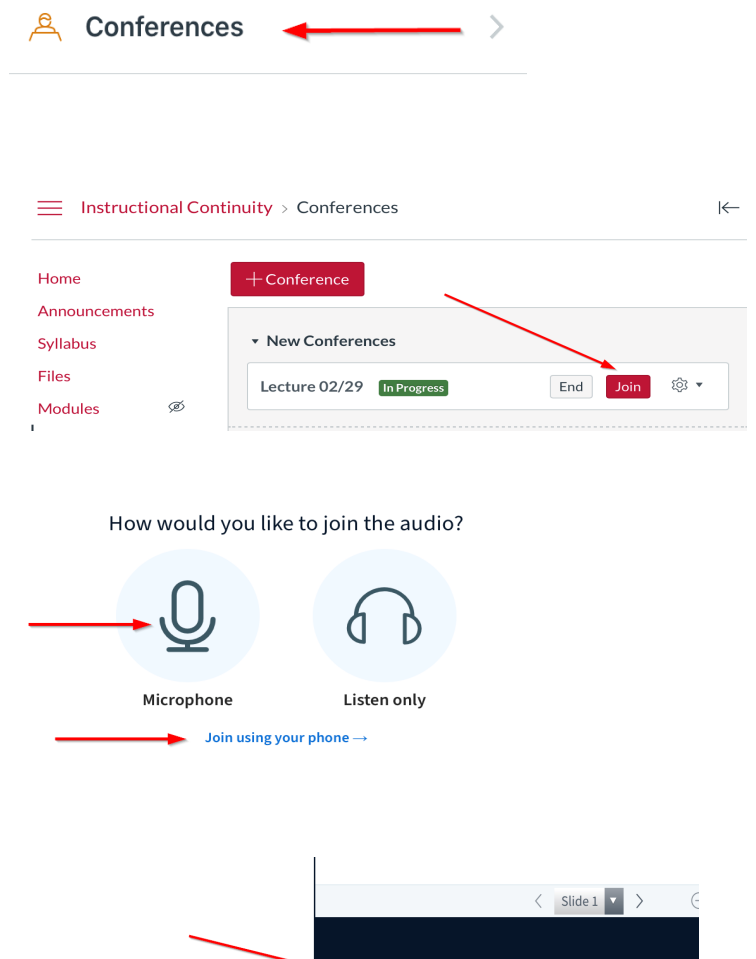 Conferences
Instructional Continuity > Conferences
Home
Announcements
Syllabus
Files
Modules
+ Conference
New Conferences
Lecture 02/29 In Progress End Join
How would you like to join the audio?
Microphone Listen only
Join using your phone →
Slide 1